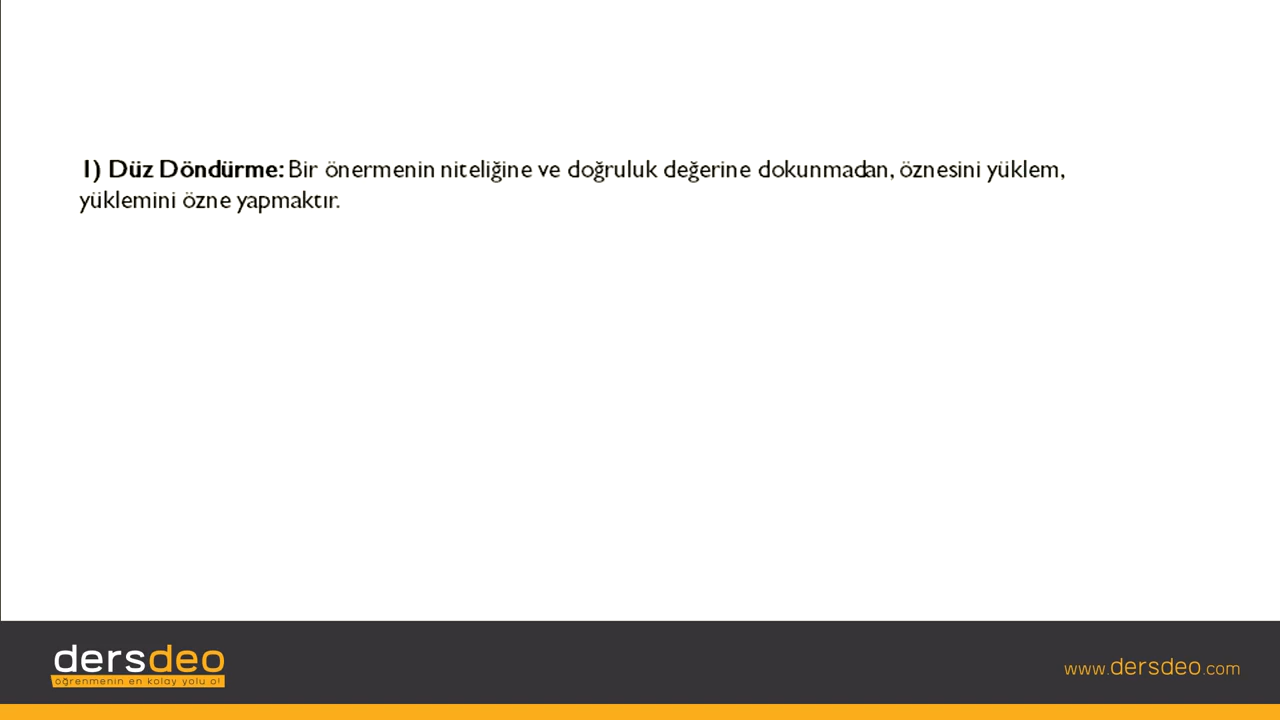 1) Düz Döndürme: Bir önermenin niteliğine ve doğruluk değerine dokunmadan, öznesini yüklem,
yüklemini özne yapmaktır.
dersdeo
öğrenmenin en kolay yolu o!
www.dersdeo.com